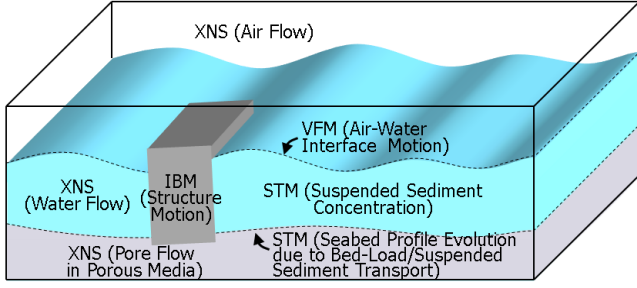 XNS (Air Flow)
VFM (Air-Water
Interface Motion)
XNS
(Water Flow)
IBM
(Structure
Motion)
STM (Suspended Sediment
Concentration)
XNS (Pore Flow
in Porous Media)
STM (Seabed Profile Evolution
due to Bed-Load/Suspended
Sediment Transport)